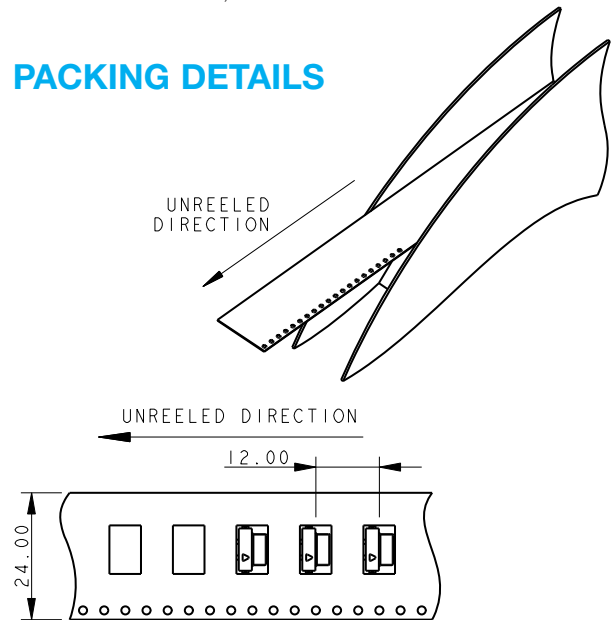 PACKING DETAILS
UNREELED
DIRECTION
UNREELED DIRECTION
12.00
24.00